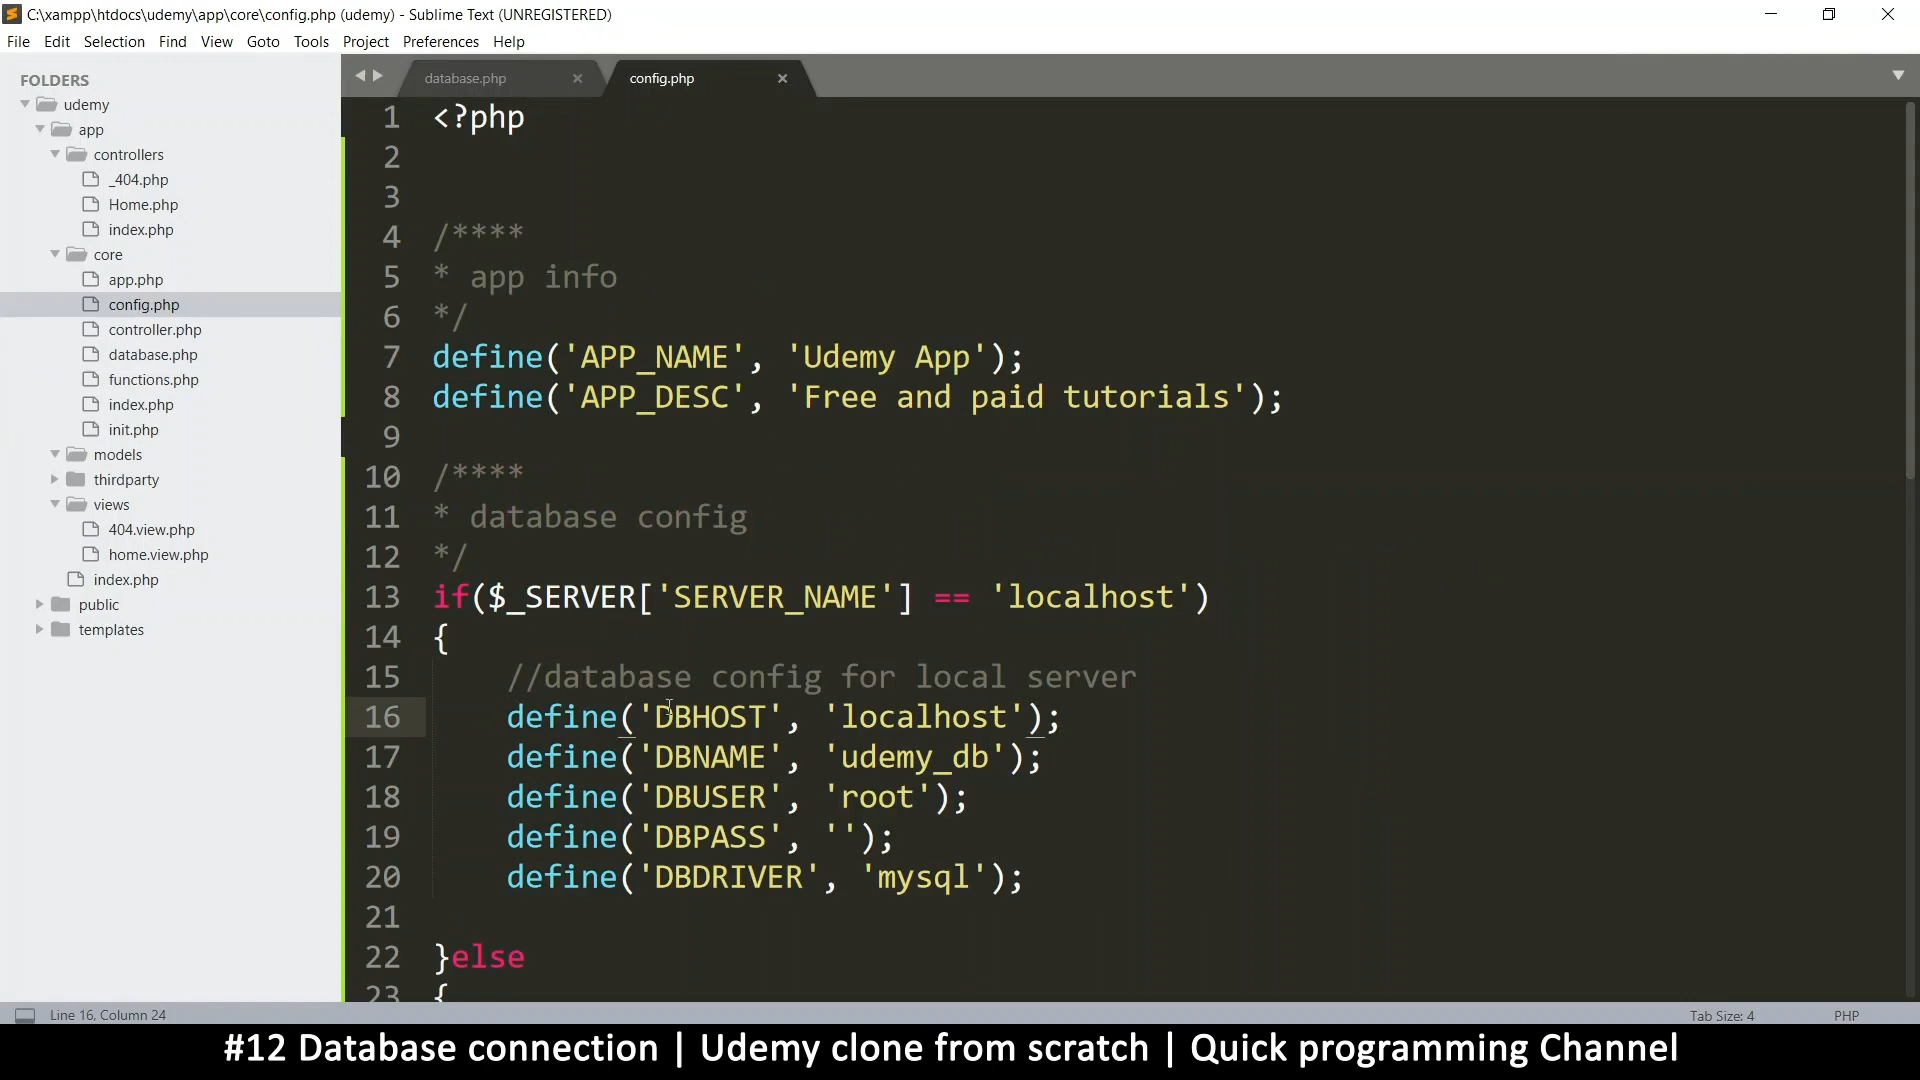 C:\xampp\htdocs\udemy\app\core\config.php (udemy) - Sublime Text (UNREGISTERED)
File Edit Selection Find View Goto Tools Project Preferences Help
FOLDERS
udemy
app
controllers
_404.php
Home.php
index.php
core
app.php
config.php
controller.php
database.php
functions.php
index.php
init.php
models
thirdparty
views
404.view.php
home.view.php
index.php
public
templates
database.php config.php
1 <?php
2
3
4 /****
5 * app info
6 */
7 define('APP_NAME', 'Udemy App');
8 define('APP_DESC', 'Free and paid tutorials');
9
10 /****
11 * database config
12 */
13 if($_SERVER['SERVER_NAME'] == 'localhost')
14 {
15 //database config for local server
16 define('DBHOST', 'localhost');
17 define('DBNAME', 'udemy_db');
18 define('DBUSER', 'root');
19 define('DBPASS', '');
20 define('DBDRIVER', 'mysql');
21
22 }else
23 {
Line 16, Column 24 Tab Size: 4 PHP
#12 Database connection | Udemy clone from scratch | Quick programming Channel